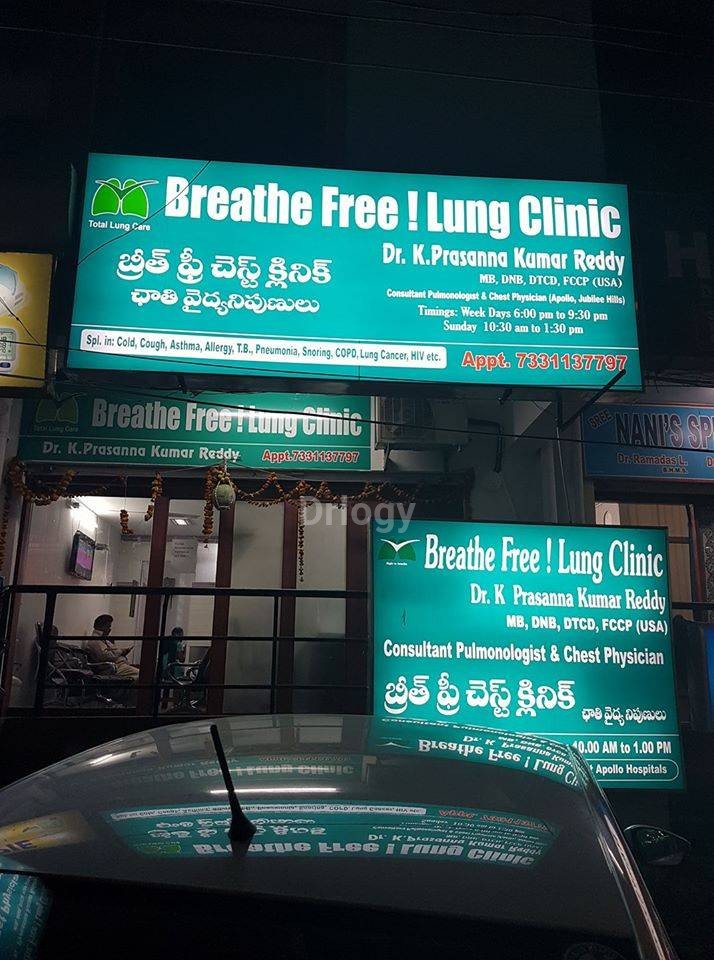 Breathe Free ! Lung Clinic
Total Lung Care
Dr. K.Prasanna Kumar Reddy
బ్రీత్ ఫ్రీ చెస్ట్ క్లినిక్
MB, DNB, DTCD, FCCP (USA)
ఛాతి వైద్యనిపుణులు
Consultant Pulmonologist & Chest Physician (Apollo, Jubilee Hills)
Timings: Week Days 6:00 pm to 9:30 pm
Sunday 10:30 am to 1:30 pm
Spl. in: Cold, Cough, Asthma, Allergy, T.B., Pneumonia, Snoring, COPD, Lung Cancer, HIV etc.
Appt. 7331137797
Breathe Free ! Lung Clinic
Total Lung Care
Dr. K.Prasanna Kumar Reddy
Appt.7331137797
SREE
NANI'S SP
Dr. Ramadas L.
B.H.M.S.
Drlogy
Breathe Free ! Lung Clinic
Dr. K Prasanna Kumar Reddy
MB, DNB, DTCD, FCCP (USA)
Consultant Pulmonologist & Chest Physician
బ్రీత్ ఫ్రీ చెస్ట్ క్లినిక్ ఛాతి వైద్య నిపుణులు
10.00 AM to 1.00 PM
Apollo Hospitals